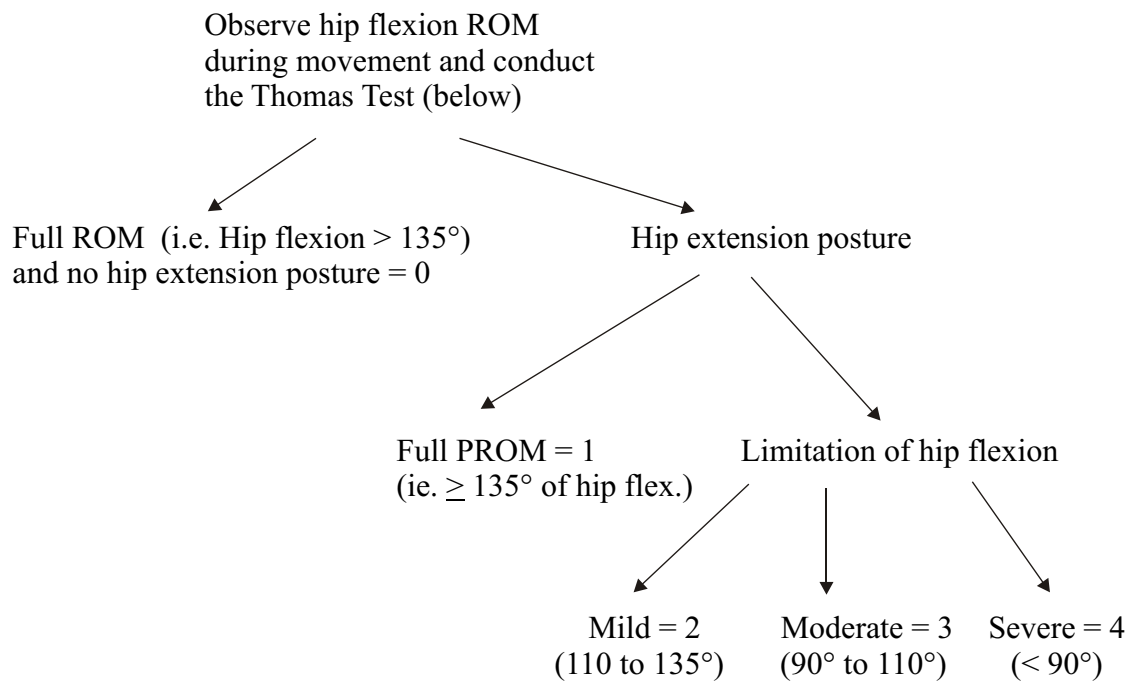 Observe hip flexion ROM
during movement and conduct
the Thomas Test (below)
Full ROM (i.e. Hip flexion > 135°)
and no hip extension posture = 0
Hip extension posture
Full PROM = 1
(ie. ≥ 135° of hip flex.)
Limitation of hip flexion
Mild = 2
(110 to 135°)
Moderate = 3
(90° to 110°)
Severe = 4
(< 90°)